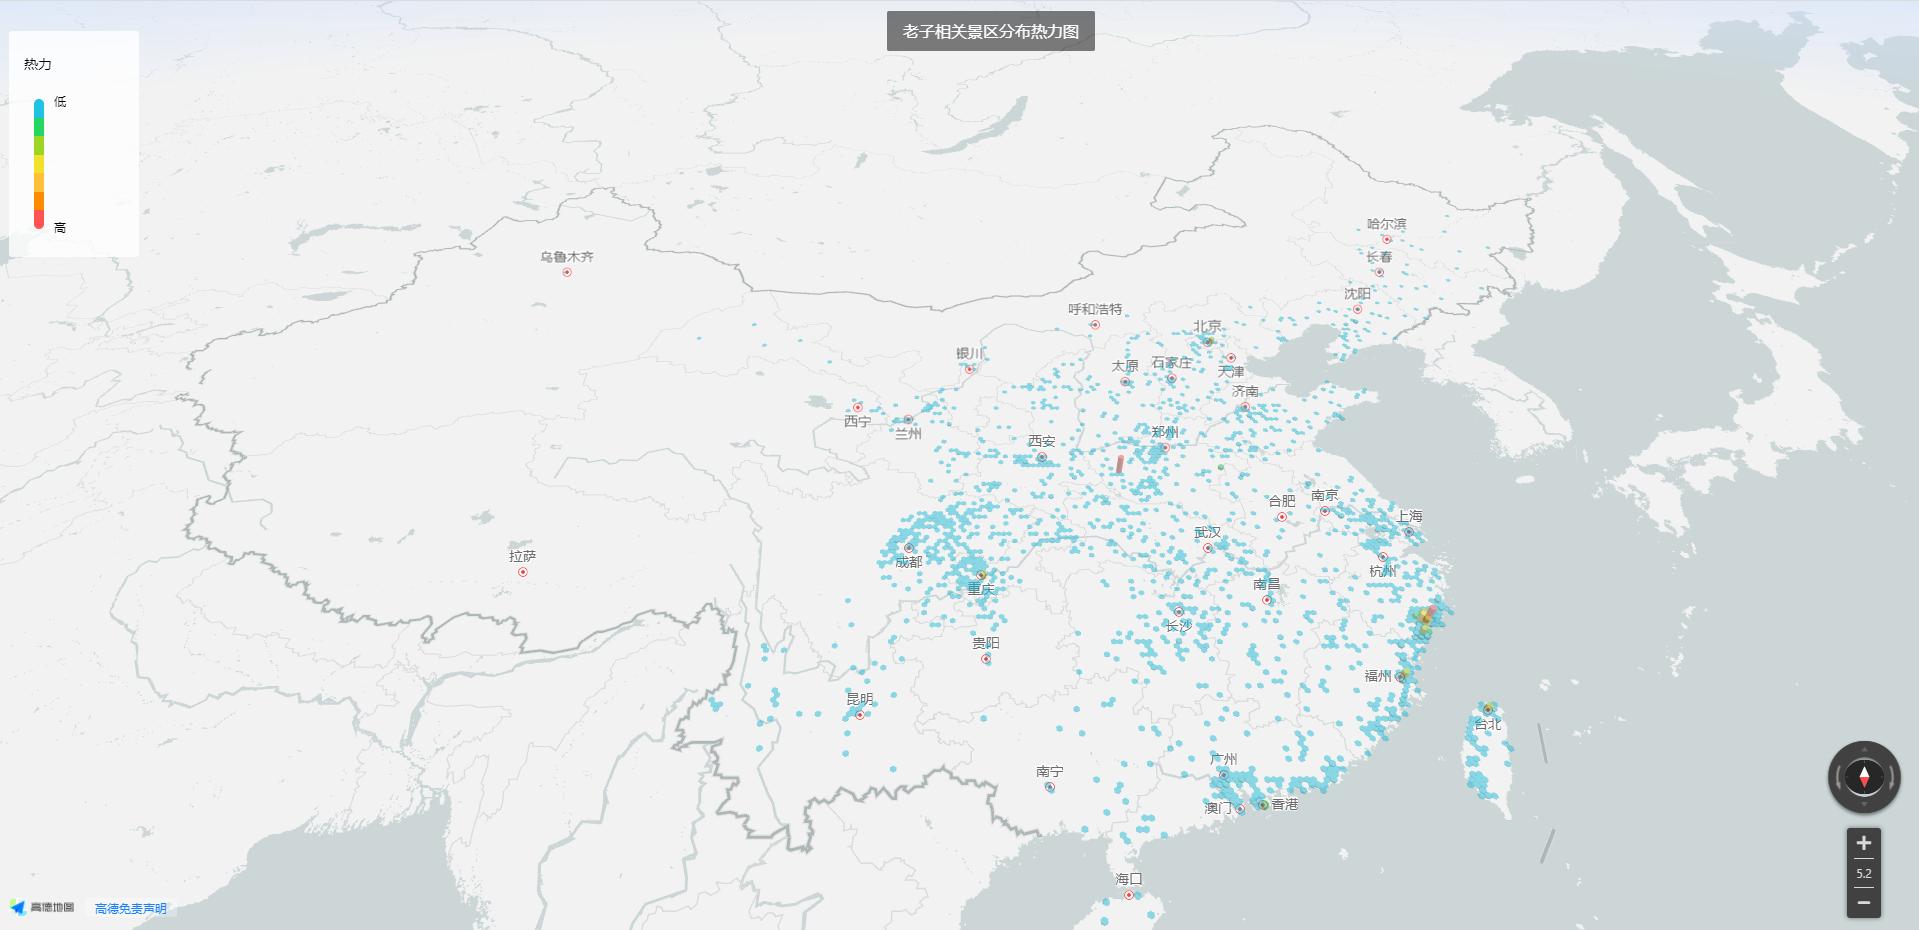 老子相关景区分布热力图
热力
低
高
哈尔滨
长春
乌鲁木齐
沈阳
呼和浩特
北京
银川
太原
石家庄
天津
济南
西宁
兰州
西安
郑州
合肥
南京
上海
武汉
拉萨
成都
杭州
重庆
南昌
长沙
贵阳
福州
昆明
台北
广州
南宁
澳门
香港
海口
5.2
高德地图
高德免责声明